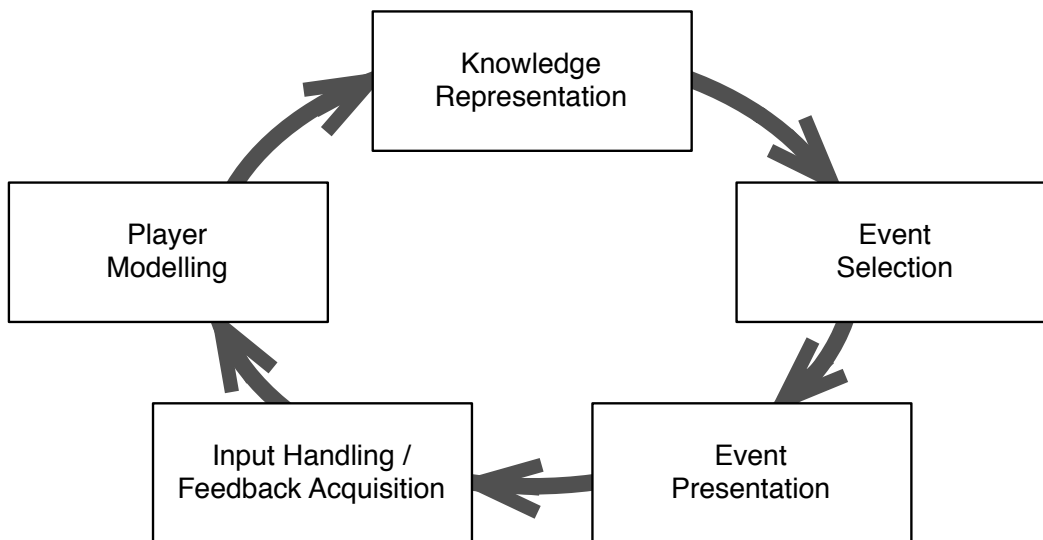 Knowledge
Representation
Player
Modelling
Event
Selection
Input Handling /
Feedback Acquisition
Event
Presentation